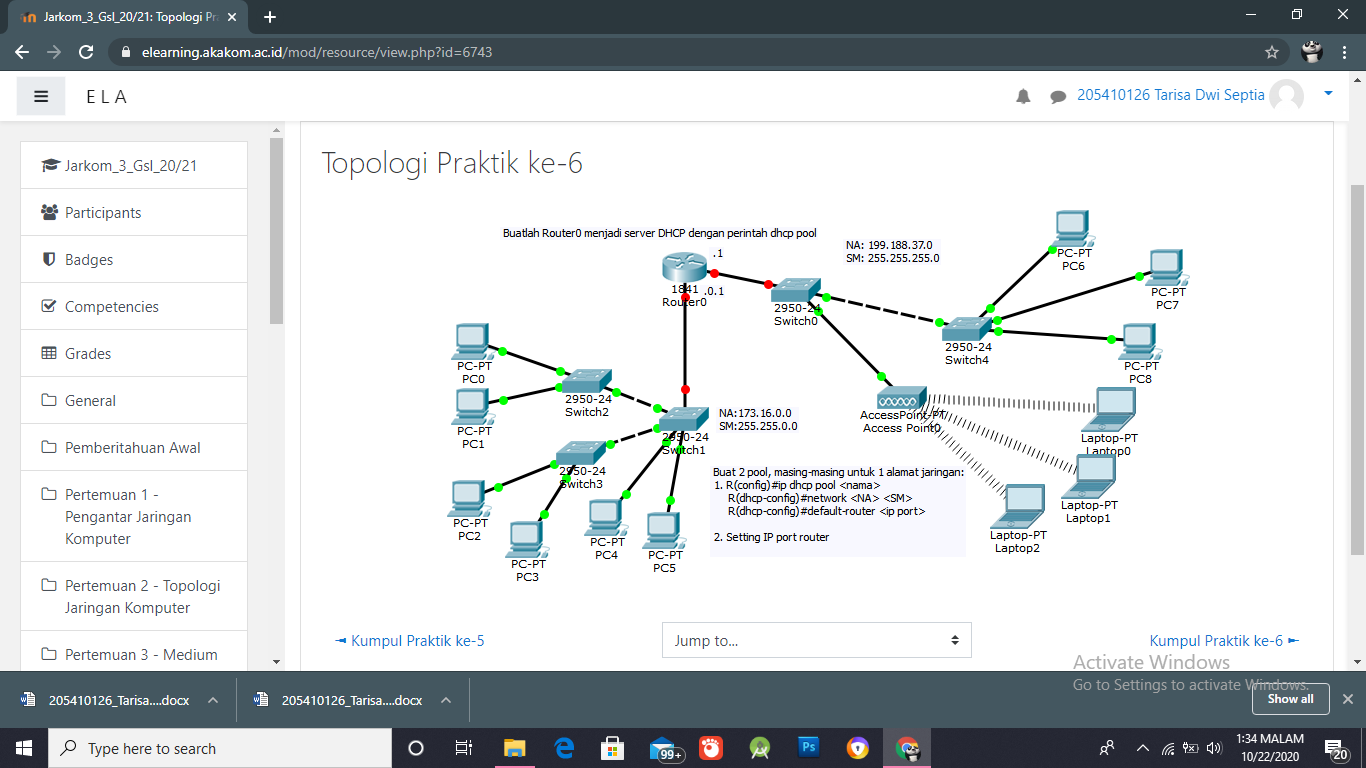 Jarkom_3_Gsl_20/21: Topologi Pr
elearning.akakom.ac.id/mod/resource/view.php?id=6743
E L A
205410126 Tarisa Dwi Septia
Jarkom_3_Gsl_20/21
Participants
Badges
Competencies
Grades
General
Pemberitahuan Awal
Pertemuan 1 -
Pengantar Jaringan
Komputer
Pertemuan 2 - Topologi
Jaringan Komputer
Pertemuan 3 - Medium
Topologi Praktik ke-6
Buatlah Router0 menjadi server DHCP dengan perintah dhcp pool
.1
1841
.0.1
Router0
NA: 199.188.37.0
SM: 255.255.255.0
2950-24
Switch0
PC-PT
PC6
PC-PT
PC7
2950-24
Switch4
PC-PT
PC8
PC-PT
PC0
2950-24
Switch2
PC-PT
PC1
NA:173.16.0.0
SM:255.255.0.0
2950-24
Switch1
AccessPoint-PT
Access Point0
Laptop-PT
Laptop0
2950-24
Switch3
PC-PT
PC2
PC-PT
PC3
PC-PT
PC4
PC-PT
PC5
Buat 2 pool, masing-masing untuk 1 alamat jaringan:
1. R(config)#ip dhcp pool <nama>
R(dhcp-config)#network <NA> <SM>
R(dhcp-config)#default-router <ip port>
2. Setting IP port router
Laptop-PT
Laptop1
Laptop-PT
Laptop2
◄ Kumpul Praktik ke-5
Jump to...
Kumpul Praktik ke-6 ►
Activate Windows
Go to Settings to activate Windows.
205410126_Tarisa....docx
205410126_Tarisa....docx
Show all
Type here to search
99+
Ps
1:34 MALAM
10/22/2020
20